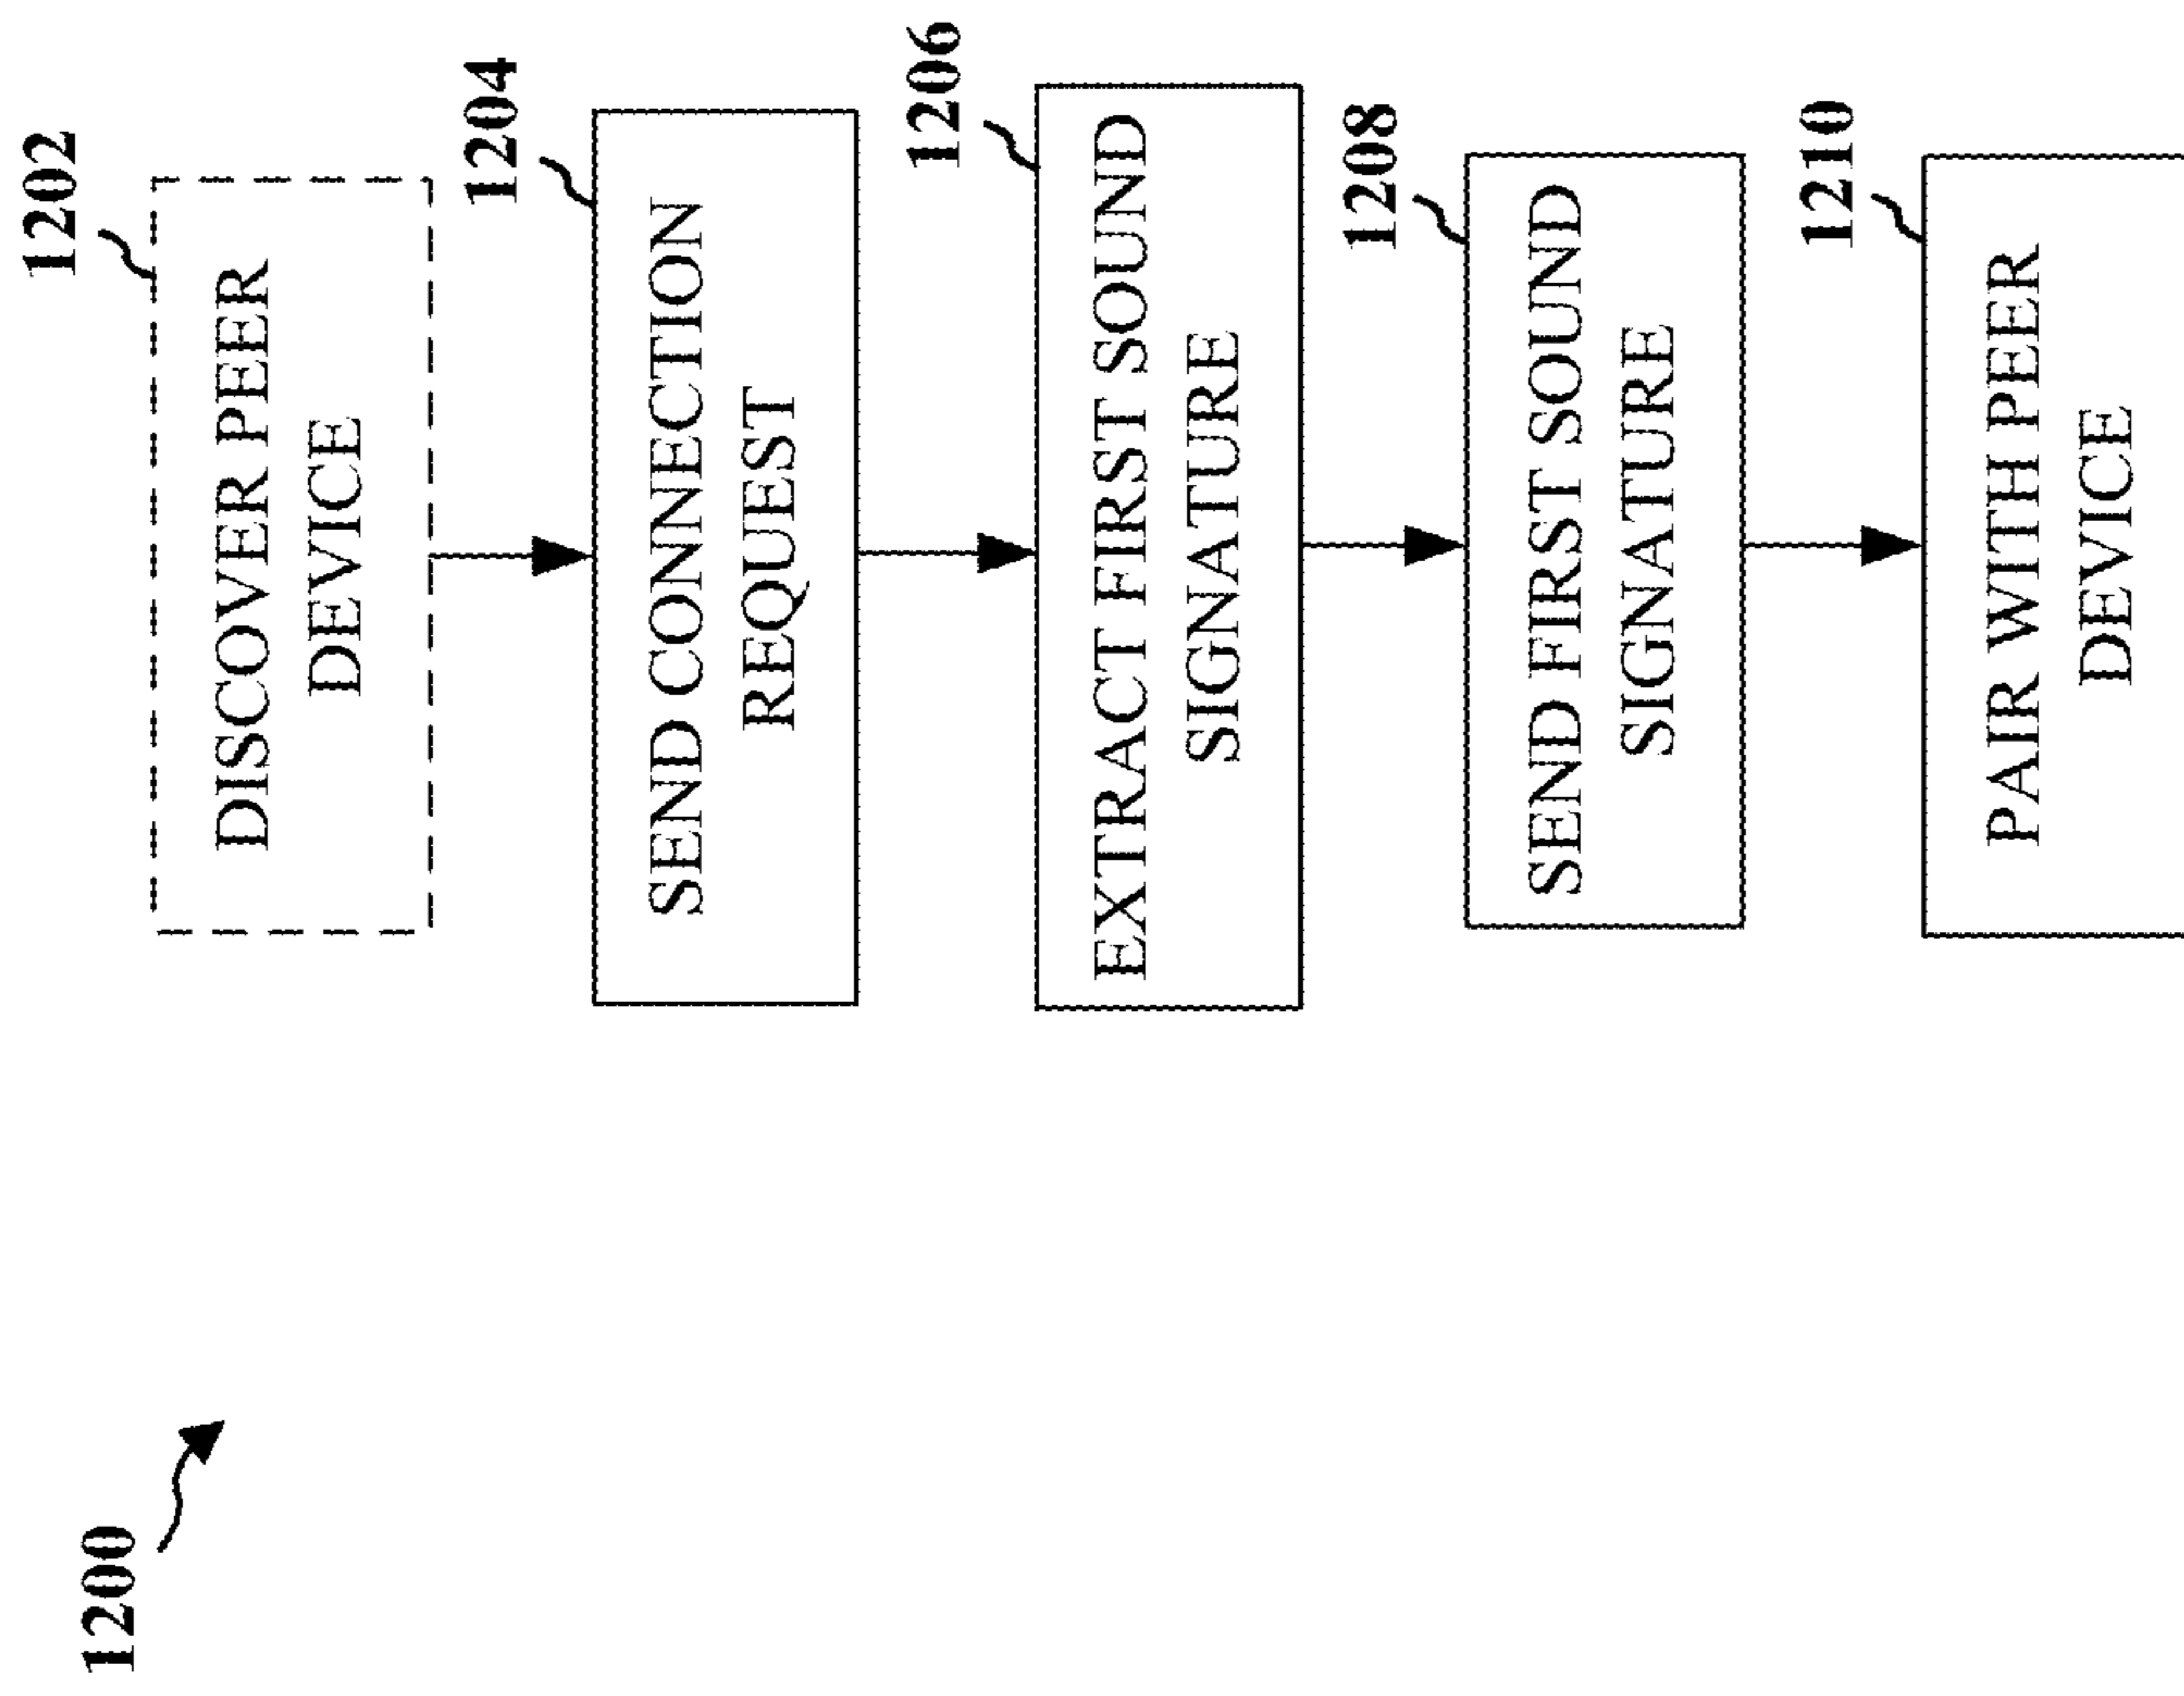 1200
1202
DISCOVER PEER
DEVICE
1204
SEND CONNECTION
REQUEST
1206
EXTRACT FIRST SOUND
SIGNATURE
1208
SEND FIRST SOUND
SIGNATURE
1210
PAIR WITH PEER
DEVICE